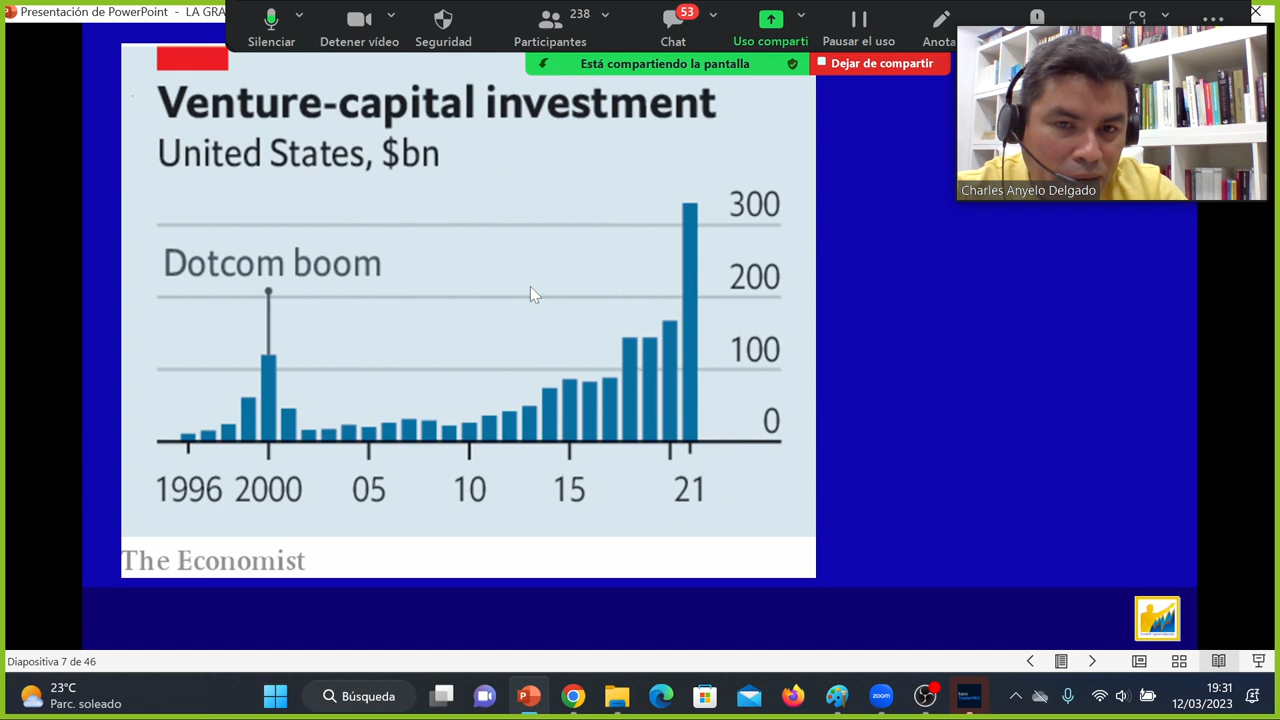 Presentación de PowerPoint - LA GRA
Silenciar
Detener vídeo
Seguridad
238
Participantes
53
Chat
Uso comparti
Pausar el uso
Anota
Está compartiendo la pantalla
Dejar de compartir
Venture-capital investment
United States, $bn
Charles Anyelo Delgado
300
Dotcom boom
200
100
0
1996 2000 05 10 15 21
The Economist
Diapositiva 7 de 46
23°C
Parc. soleado
Búsqueda
zoom
19:31
12/03/2023